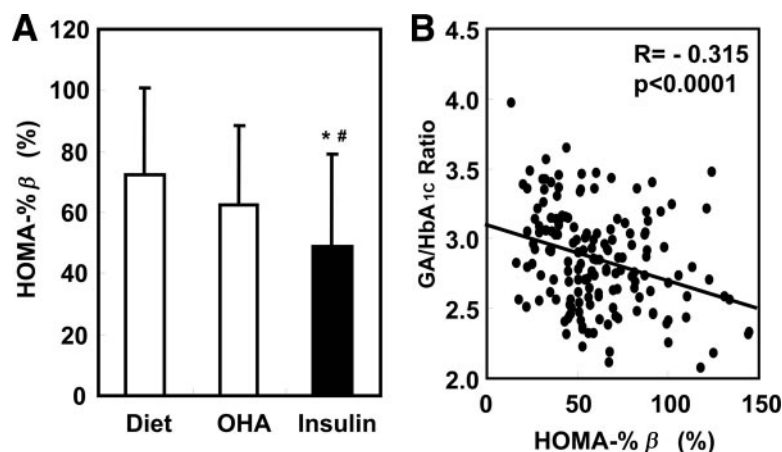 A
HOMA-% β (%)
120
100
80
60
40
20
0
* #
Diet OHA Insulin
B
GA/HbA1C Ratio
4.5
4.0
3.5
3.0
2.5
2.0
R= - 0.315
p<0.0001
0 50 100 150
HOMA-% β (%)